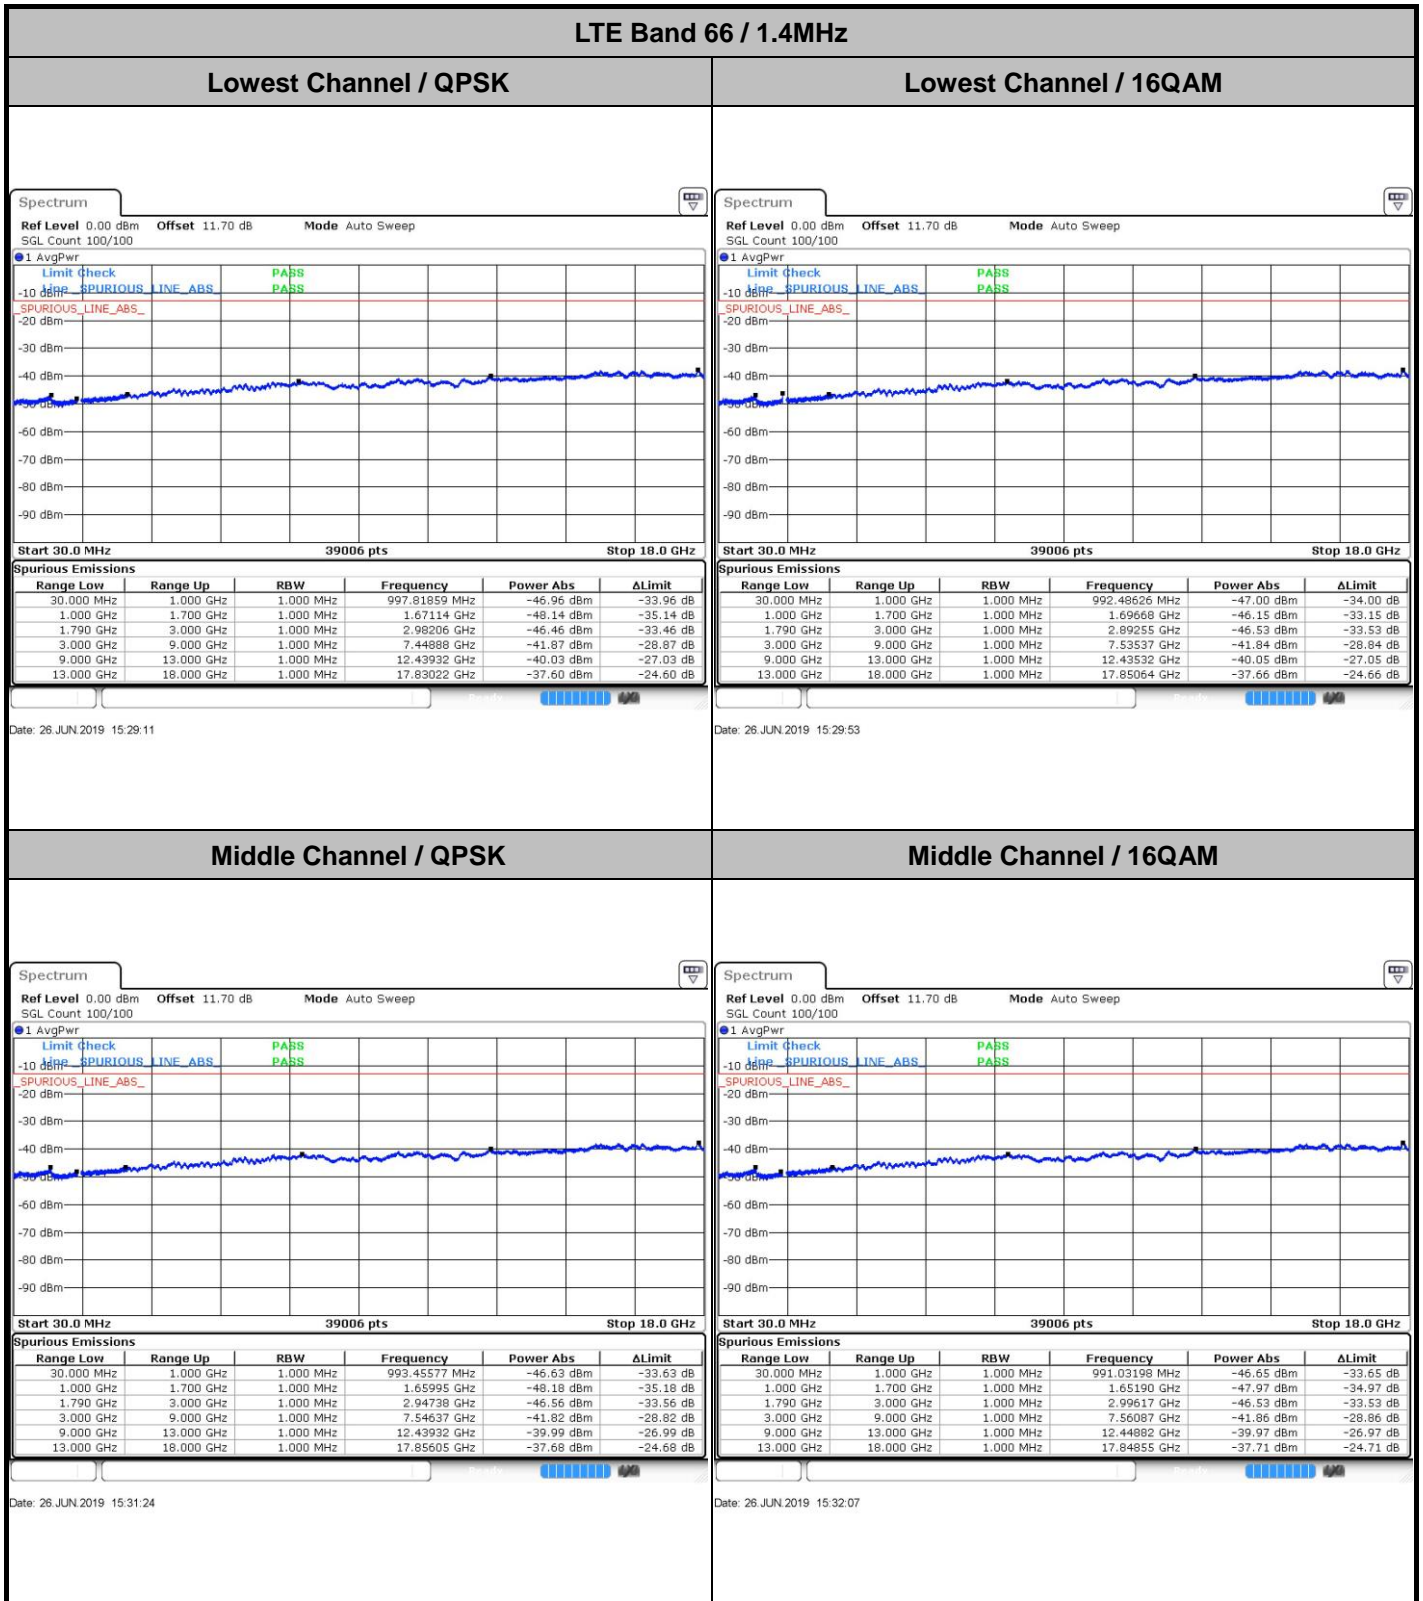 LTE Band 66 / 1.4MHz
Lowest Channel / QPSK
Lowest Channel / 16QAM
Spectrum
Ref Level 0.00 dBm Offset 11.70 dB Mode Auto Sweep
SGL Count 100/100
1 AvgPwr
Limit Check PASS
-10 dBm Line _SPURIOUS_LINE_ABS_ PASS
_SPURIOUS_LINE_ABS_
-20 dBm
-30 dBm
-40 dBm
-50 dBm
-60 dBm
-70 dBm
-80 dBm
-90 dBm
Start 30.0 MHz 39006 pts Stop 18.0 GHz
Spurious Emissions
Range Low Range Up RBW Frequency Power Abs ΔLimit
30.000 MHz 1.000 GHz 1.000 MHz 997.81859 MHz -46.96 dBm -33.96 dB
1.000 GHz 1.700 GHz 1.000 MHz 1.67114 GHz -48.14 dBm -35.14 dB
1.790 GHz 3.000 GHz 1.000 MHz 2.98206 GHz -46.46 dBm -33.46 dB
3.000 GHz 9.000 GHz 1.000 MHz 7.44888 GHz -41.87 dBm -28.87 dB
9.000 GHz 13.000 GHz 1.000 MHz 12.43932 GHz -40.03 dBm -27.03 dB
13.000 GHz 18.000 GHz 1.000 MHz 17.83022 GHz -37.60 dBm -24.60 dB
Date: 26.JUN.2019 15:29:11
Spectrum
Ref Level 0.00 dBm Offset 11.70 dB Mode Auto Sweep
SGL Count 100/100
1 AvgPwr
Limit Check PASS
-10 dBm Line _SPURIOUS_LINE_ABS_ PASS
_SPURIOUS_LINE_ABS_
-20 dBm
-30 dBm
-40 dBm
-50 dBm
-60 dBm
-70 dBm
-80 dBm
-90 dBm
Start 30.0 MHz 39006 pts Stop 18.0 GHz
Spurious Emissions
Range Low Range Up RBW Frequency Power Abs ΔLimit
30.000 MHz 1.000 GHz 1.000 MHz 992.48626 MHz -47.00 dBm -34.00 dB
1.000 GHz 1.700 GHz 1.000 MHz 1.69668 GHz -46.15 dBm -33.15 dB
1.790 GHz 3.000 GHz 1.000 MHz 2.89255 GHz -46.53 dBm -33.53 dB
3.000 GHz 9.000 GHz 1.000 MHz 7.53537 GHz -41.84 dBm -28.84 dB
9.000 GHz 13.000 GHz 1.000 MHz 12.43532 GHz -40.05 dBm -27.05 dB
13.000 GHz 18.000 GHz 1.000 MHz 17.85064 GHz -37.66 dBm -24.66 dB
Date: 26.JUN.2019 15:29:53
Middle Channel / QPSK
Middle Channel / 16QAM
Spectrum
Ref Level 0.00 dBm Offset 11.70 dB Mode Auto Sweep
SGL Count 100/100
1 AvgPwr
Limit Check PASS
-10 dBm Line _SPURIOUS_LINE_ABS_ PASS
_SPURIOUS_LINE_ABS_
-20 dBm
-30 dBm
-40 dBm
-50 dBm
-60 dBm
-70 dBm
-80 dBm
-90 dBm
Start 30.0 MHz 39006 pts Stop 18.0 GHz
Spurious Emissions
Range Low Range Up RBW Frequency Power Abs ΔLimit
30.000 MHz 1.000 GHz 1.000 MHz 993.45577 MHz -46.63 dBm -33.63 dB
1.000 GHz 1.700 GHz 1.000 MHz 1.65995 GHz -48.18 dBm -35.18 dB
1.790 GHz 3.000 GHz 1.000 MHz 2.94738 GHz -46.56 dBm -33.56 dB
3.000 GHz 9.000 GHz 1.000 MHz 7.54637 GHz -41.82 dBm -28.82 dB
9.000 GHz 13.000 GHz 1.000 MHz 12.43932 GHz -39.99 dBm -26.99 dB
13.000 GHz 18.000 GHz 1.000 MHz 17.85605 GHz -37.68 dBm -24.68 dB
Date: 26.JUN.2019 15:31:24
Spectrum
Ref Level 0.00 dBm Offset 11.70 dB Mode Auto Sweep
SGL Count 100/100
1 AvgPwr
Limit Check PASS
-10 dBm Line _SPURIOUS_LINE_ABS_ PASS
_SPURIOUS_LINE_ABS_
-20 dBm
-30 dBm
-40 dBm
-50 dBm
-60 dBm
-70 dBm
-80 dBm
-90 dBm
Start 30.0 MHz 39006 pts Stop 18.0 GHz
Spurious Emissions
Range Low Range Up RBW Frequency Power Abs ΔLimit
30.000 MHz 1.000 GHz 1.000 MHz 991.03198 MHz -46.65 dBm -33.65 dB
1.000 GHz 1.700 GHz 1.000 MHz 1.65190 GHz -47.97 dBm -34.97 dB
1.790 GHz 3.000 GHz 1.000 MHz 2.99617 GHz -46.53 dBm -33.53 dB
3.000 GHz 9.000 GHz 1.000 MHz 7.56087 GHz -41.86 dBm -28.86 dB
9.000 GHz 13.000 GHz 1.000 MHz 12.44882 GHz -39.97 dBm -26.97 dB
13.000 GHz 18.000 GHz 1.000 MHz 17.84855 GHz -37.71 dBm -24.71 dB
Date: 26.JUN.2019 15:32:07